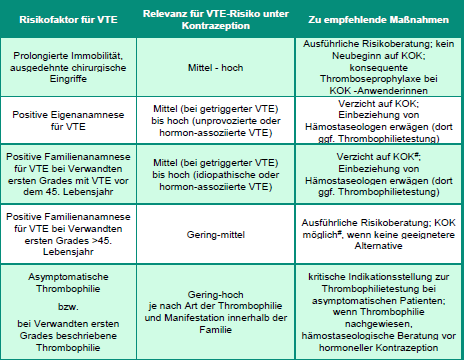 Risikofaktor für VTE
Relevanz für VTE-Risiko unter
Kontrazeption
Zu empfehlende Maßnahmen
Prolongierte Immobilität,
ausgedehnte chirurgische
Eingriffe
Mittel - hoch
Ausführliche Risikoberatung; kein
Neubeginn auf KOK;
konsequente
Thromboseprophylaxe bei
KOK -Anwenderinnen
Positive Eigenanamnese
für VTE
Mittel (bei getriggerter VTE)
bis hoch (unprovozierte oder
hormon-assoziierte VTE)
Verzicht auf KOK;
Einbeziehung von
Hämostaseologen erwägen (dort
ggf. Thrombophilietestung)
Positive Familienanamnese
für VTE bei Verwandten
ersten Grades mit VTE vor
dem 45. Lebensjahr
Mittel (bei getriggerter VTE)
bis hoch (idiopathische oder
hormon-assoziierte VTE)
Verzicht auf KOK#;
Einbeziehung von
Hämostaseologen erwägen (dort
ggf. Thrombophilietestung)
Positive Familienanamnese
für VTE bei Verwandten
ersten Grades >45.
Lebensjahr
Gering-mittel
Ausführliche Risikoberatung; KOK
möglich#, wenn keine geeignetere
Alternative
Asymptomatische
Thrombophilie
bzw.
bei Verwandten ersten
Grades beschriebene
Thrombophilie
Gering-hoch
je nach Art der Thrombophilie
und Manifestation innerhalb der
Familie
kritische Indikationsstellung zur
Thrombophilietestung bei
asymptomatischen Patienten;
wenn Thrombophilie
nachgewiesen,
hämostaseologische Beratung vor
hormoneller Kontrazeption